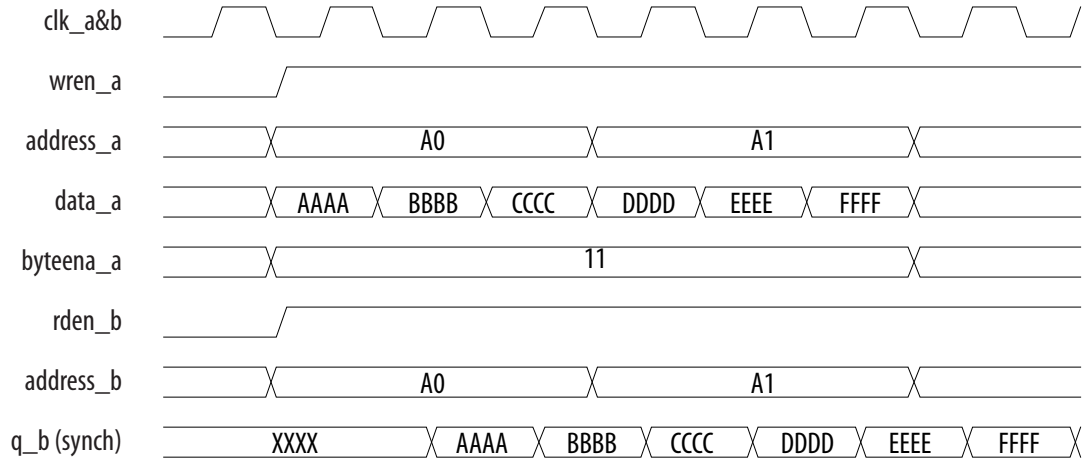 clk_a&b
wren_a
address_a A0 A1
data_a AAAA BBBB CCCC DDDD EEEE FFFF
byteena_a 11
rden_b
address_b A0 A1
q_b (synch) XXXX AAAA BBBB CCCC DDDD EEEE FFFF